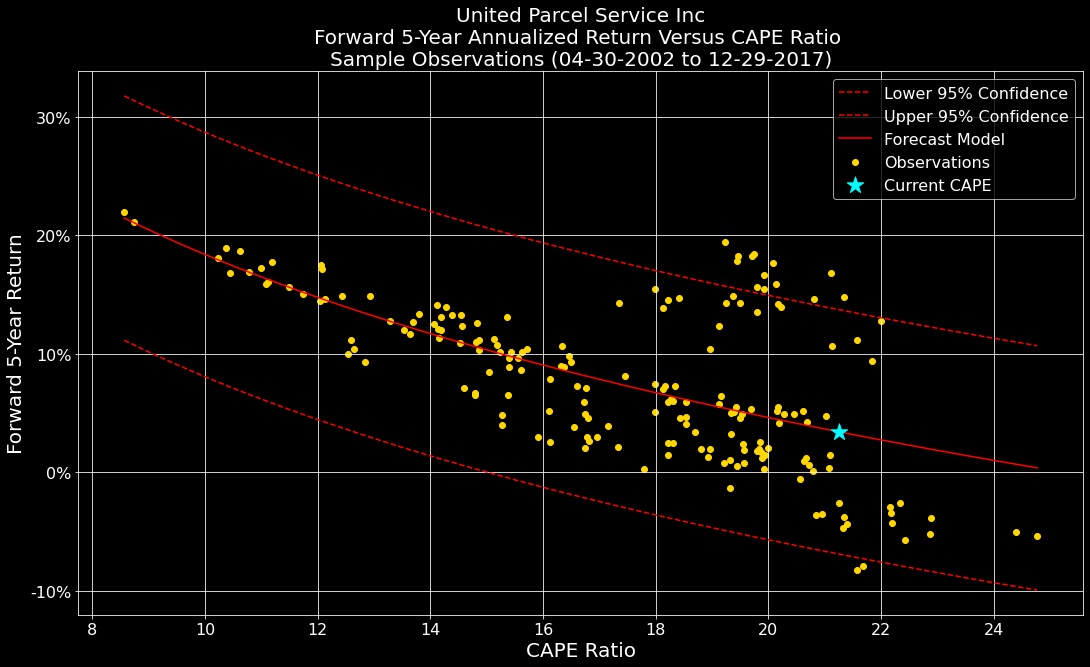 United Parcel Service Inc
Forward 5-Year Annualized Return Versus CAPE Ratio
Sample Observations (04-30-2002 to 12-29-2017)
Lower 95% Confidence
Upper 95% Confidence
Forecast Model
Observations
Current CAPE
Forward 5-Year Return
30%
20%
10%
0%
-10%
8 10 12 14 16 18 20 22 24
CAPE Ratio